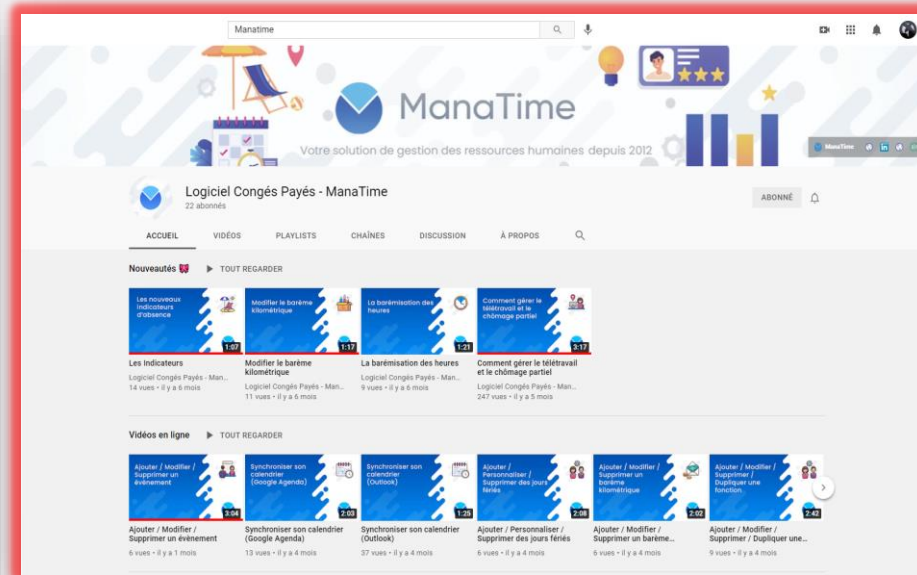 Manatime
ManaTime
Votre solution de gestion des ressources humaines depuis 2012
ManaTime
Logiciel Congés Payés - ManaTime
22 abonnés
ABONNÉ
ACCUEIL VIDÉOS PLAYLISTS CHAÎNES DISCUSSION À PROPOS
Nouveautés TOUT REGARDER
Les nouveaux
indicateurs
d'absence
1:07
Les Indicateurs
Logiciel Congés Payés - Man...
14 vues • il y a 6 mois
Modifier le barème
kilométrique
1:17
Modifier le barème
kilométrique
Logiciel Congés Payés - Man...
11 vues • il y a 6 mois
La barémisation des
heures
1:21
La barémisation des heures
Logiciel Congés Payés - Man...
9 vues • il y a 6 mois
Comment gérer le
télétravail et le
chômage partiel
3:17
Comment gérer le télétravail
et le chômage partiel
Logiciel Congés Payés - Man...
247 vues • il y a 5 mois
Vidéos en ligne TOUT REGARDER
Ajouter / Modifier /
Supprimer un
évènement
3:04
Ajouter / Modifier /
Supprimer un évènement
6 vues • il y a 1 mois
Synchroniser son
calendrier
(Google Agenda)
2:03
Synchroniser son calendrier
(Google Agenda)
13 vues • il y a 4 mois
Synchroniser son
calendrier
(Outlook)
1:25
Synchroniser son calendrier
(Outlook)
37 vues • il y a 4 mois
Ajouter /
Personnaliser /
Supprimer des jours
fériés
2:08
Ajouter / Personnaliser /
Supprimer des jours fériés
6 vues • il y a 4 mois
Ajouter / Modifier /
Supprimer un
barème
kilométrique
2:02
Ajouter / Modifier /
Supprimer un barème...
6 vues • il y a 4 mois
Ajouter / Modifier /
Supprimer /
Dupliquer une
fonction
2:42
Ajouter / Modifier /
Supprimer / Dupliquer une...
9 vues • il y a 4 mois